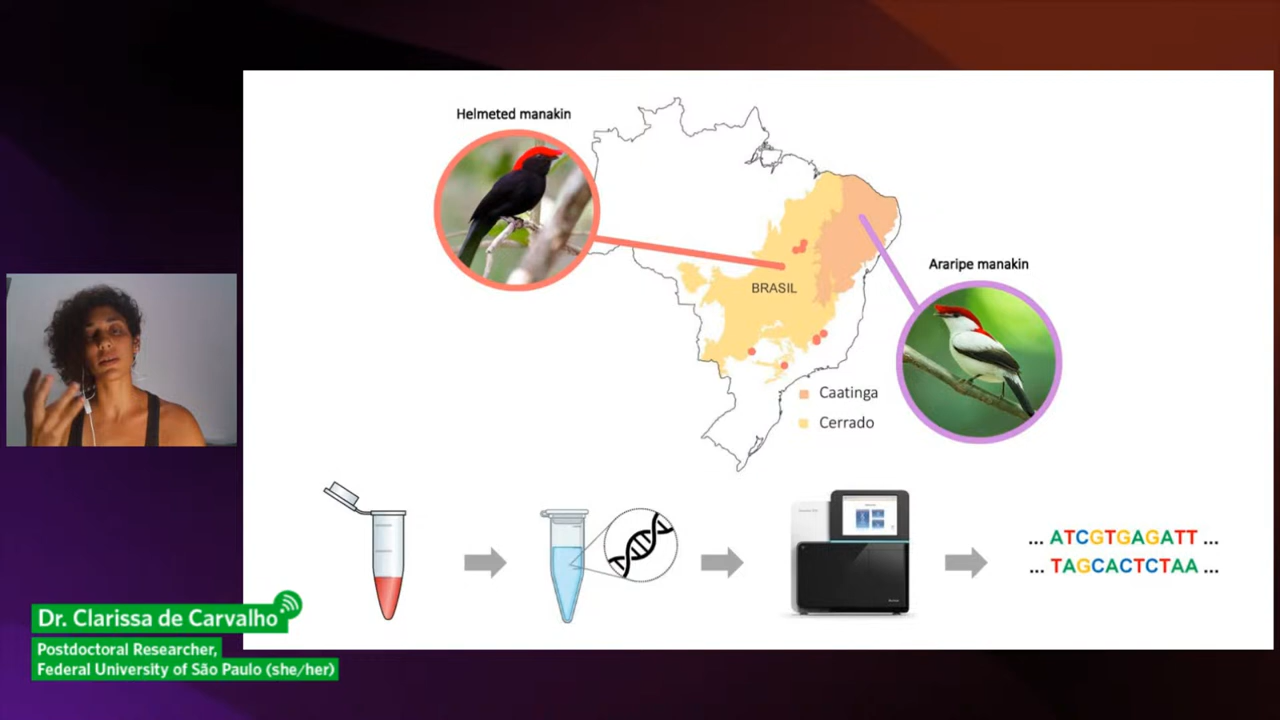 Helmeted manakin
Araripe manakin
BRASIL
Caatinga
Cerrado
... ATCGTGAGATT ...
... TAGCACTCTAA ...
Dr. Clarissa de Carvalho
Postdoctoral Researcher,
Federal University of São Paulo (she/her)